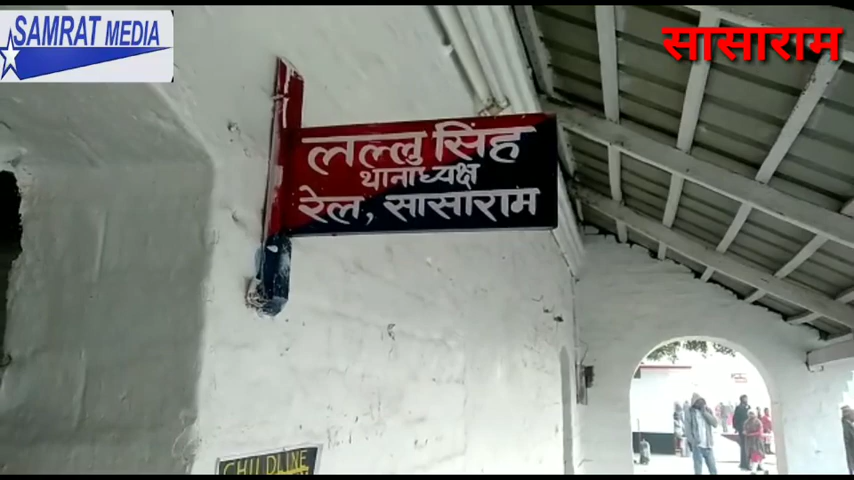 SAMRAT MEDIA
सासाराम
लल्लु सिंह
थानाध्यक्ष
रेल, सासाराम
CHILDLINE